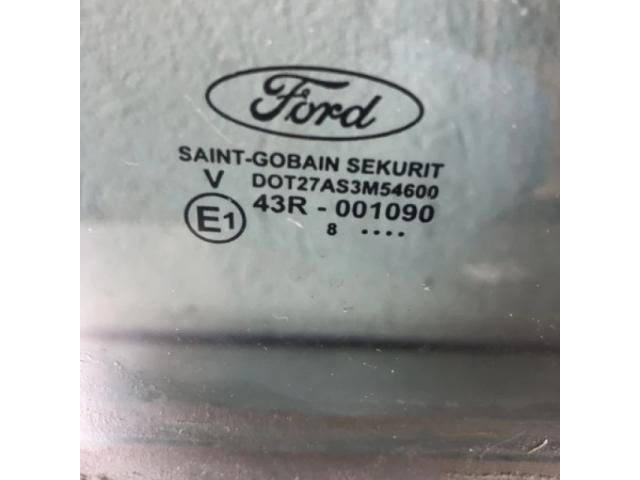 Ford
SAINT-GOBAIN SEKURIT
V DOT27AS3M54600
E1 43R - 001090
8 ....